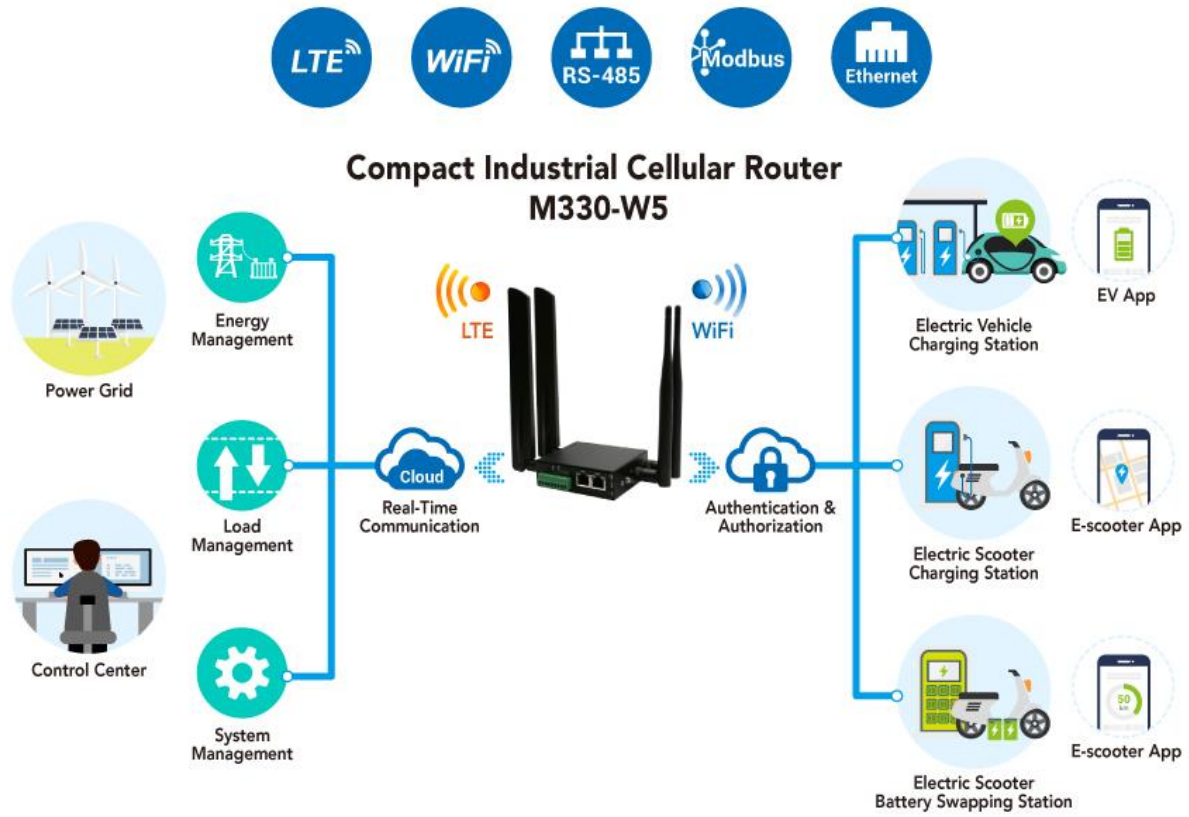 LTE
WiFi
RS-485
Modbus
Ethernet
Compact Industrial Cellular Router
M330-W5
LTE
WiFi
Power Grid
Energy
Management
Load
Management
Control Center
System
Management
Cloud
Real-Time
Communication
Authentication &
Authorization
Electric Vehicle
Charging Station
EV App
Electric Scooter
Charging Station
E-scooter App
50
km
Electric Scooter
Battery Swapping Station
E-scooter App